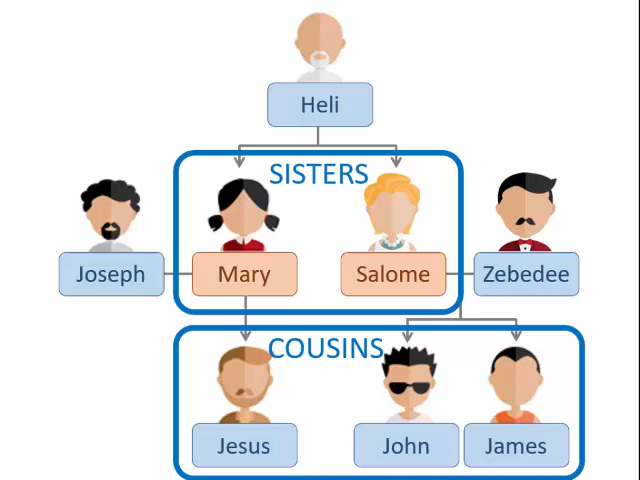 Heli
SISTERS
Joseph
Mary
Salome
Zebedee
COUSINS
Jesus
John
James